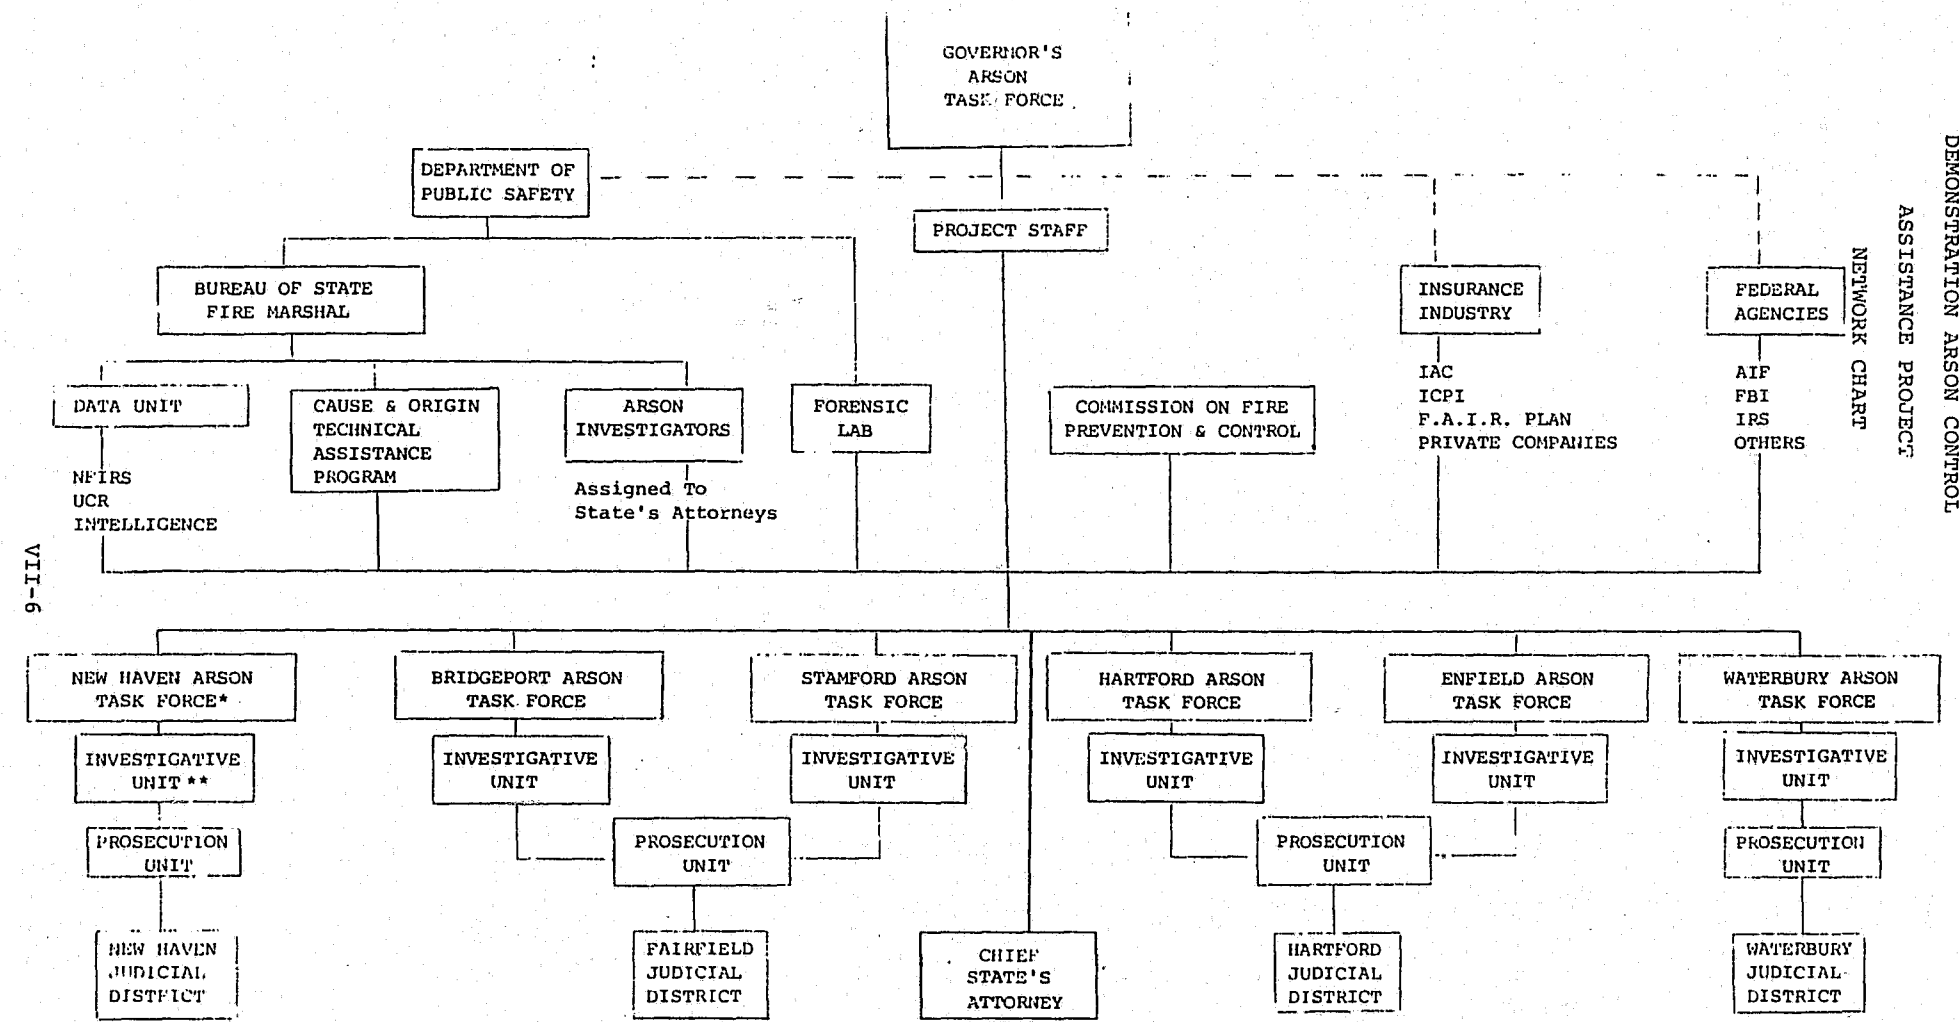 GOVERNOR'S
ARSON
TASK FORCE
DEPARTMENT OF
PUBLIC SAFETY
PROJECT STAFF
BUREAU OF STATE
FIRE MARSHAL
INSURANCE
INDUSTRY
FEDERAL
AGENCIES
IAC
ICPI
F.A.I.R. PLAN
PRIVATE COMPANIES
AIF
FBI
IRS
OTHERS
DATA UNIT
NFIRS
UCR
INTELLIGENCE
CAUSE & ORIGIN
TECHNICAL
ASSISTANCE
PROGRAM
ARSON
INVESTIGATORS
Assigned To
State's Attorneys
FORENSIC
LAB
COMMISSION ON FIRE
PREVENTION & CONTROL
DEMONSTRATION ARSON CONTROL
ASSISTANCE PROJECT
NETWORK CHART
VII-6
NEW HAVEN ARSON
TASK FORCE*
BRIDGEPORT ARSON
TASK FORCE
STAMFORD ARSON
TASK FORCE
HARTFORD ARSON
TASK FORCE
ENFIELD ARSON
TASK FORCE
WATERBURY ARSON
TASK FORCE
INVESTIGATIVE
UNIT**
INVESTIGATIVE
UNIT
INVESTIGATIVE
UNIT
INVESTIGATIVE
UNIT
INVESTIGATIVE
UNIT
INVESTIGATIVE
UNIT
PROSECUTION
UNIT
PROSECUTION
UNIT
PROSECUTION
UNIT
PROSECUTION
UNIT
NEW HAVEN
JUDICIAL
DISTRICT
FAIRFIELD
JUDICIAL
DISTRICT
CHIEF
STATE'S
ATTORNEY
HARTFORD
JUDICIAL
DISTRICT
WATERBURY
JUDICIAL
DISTRICT